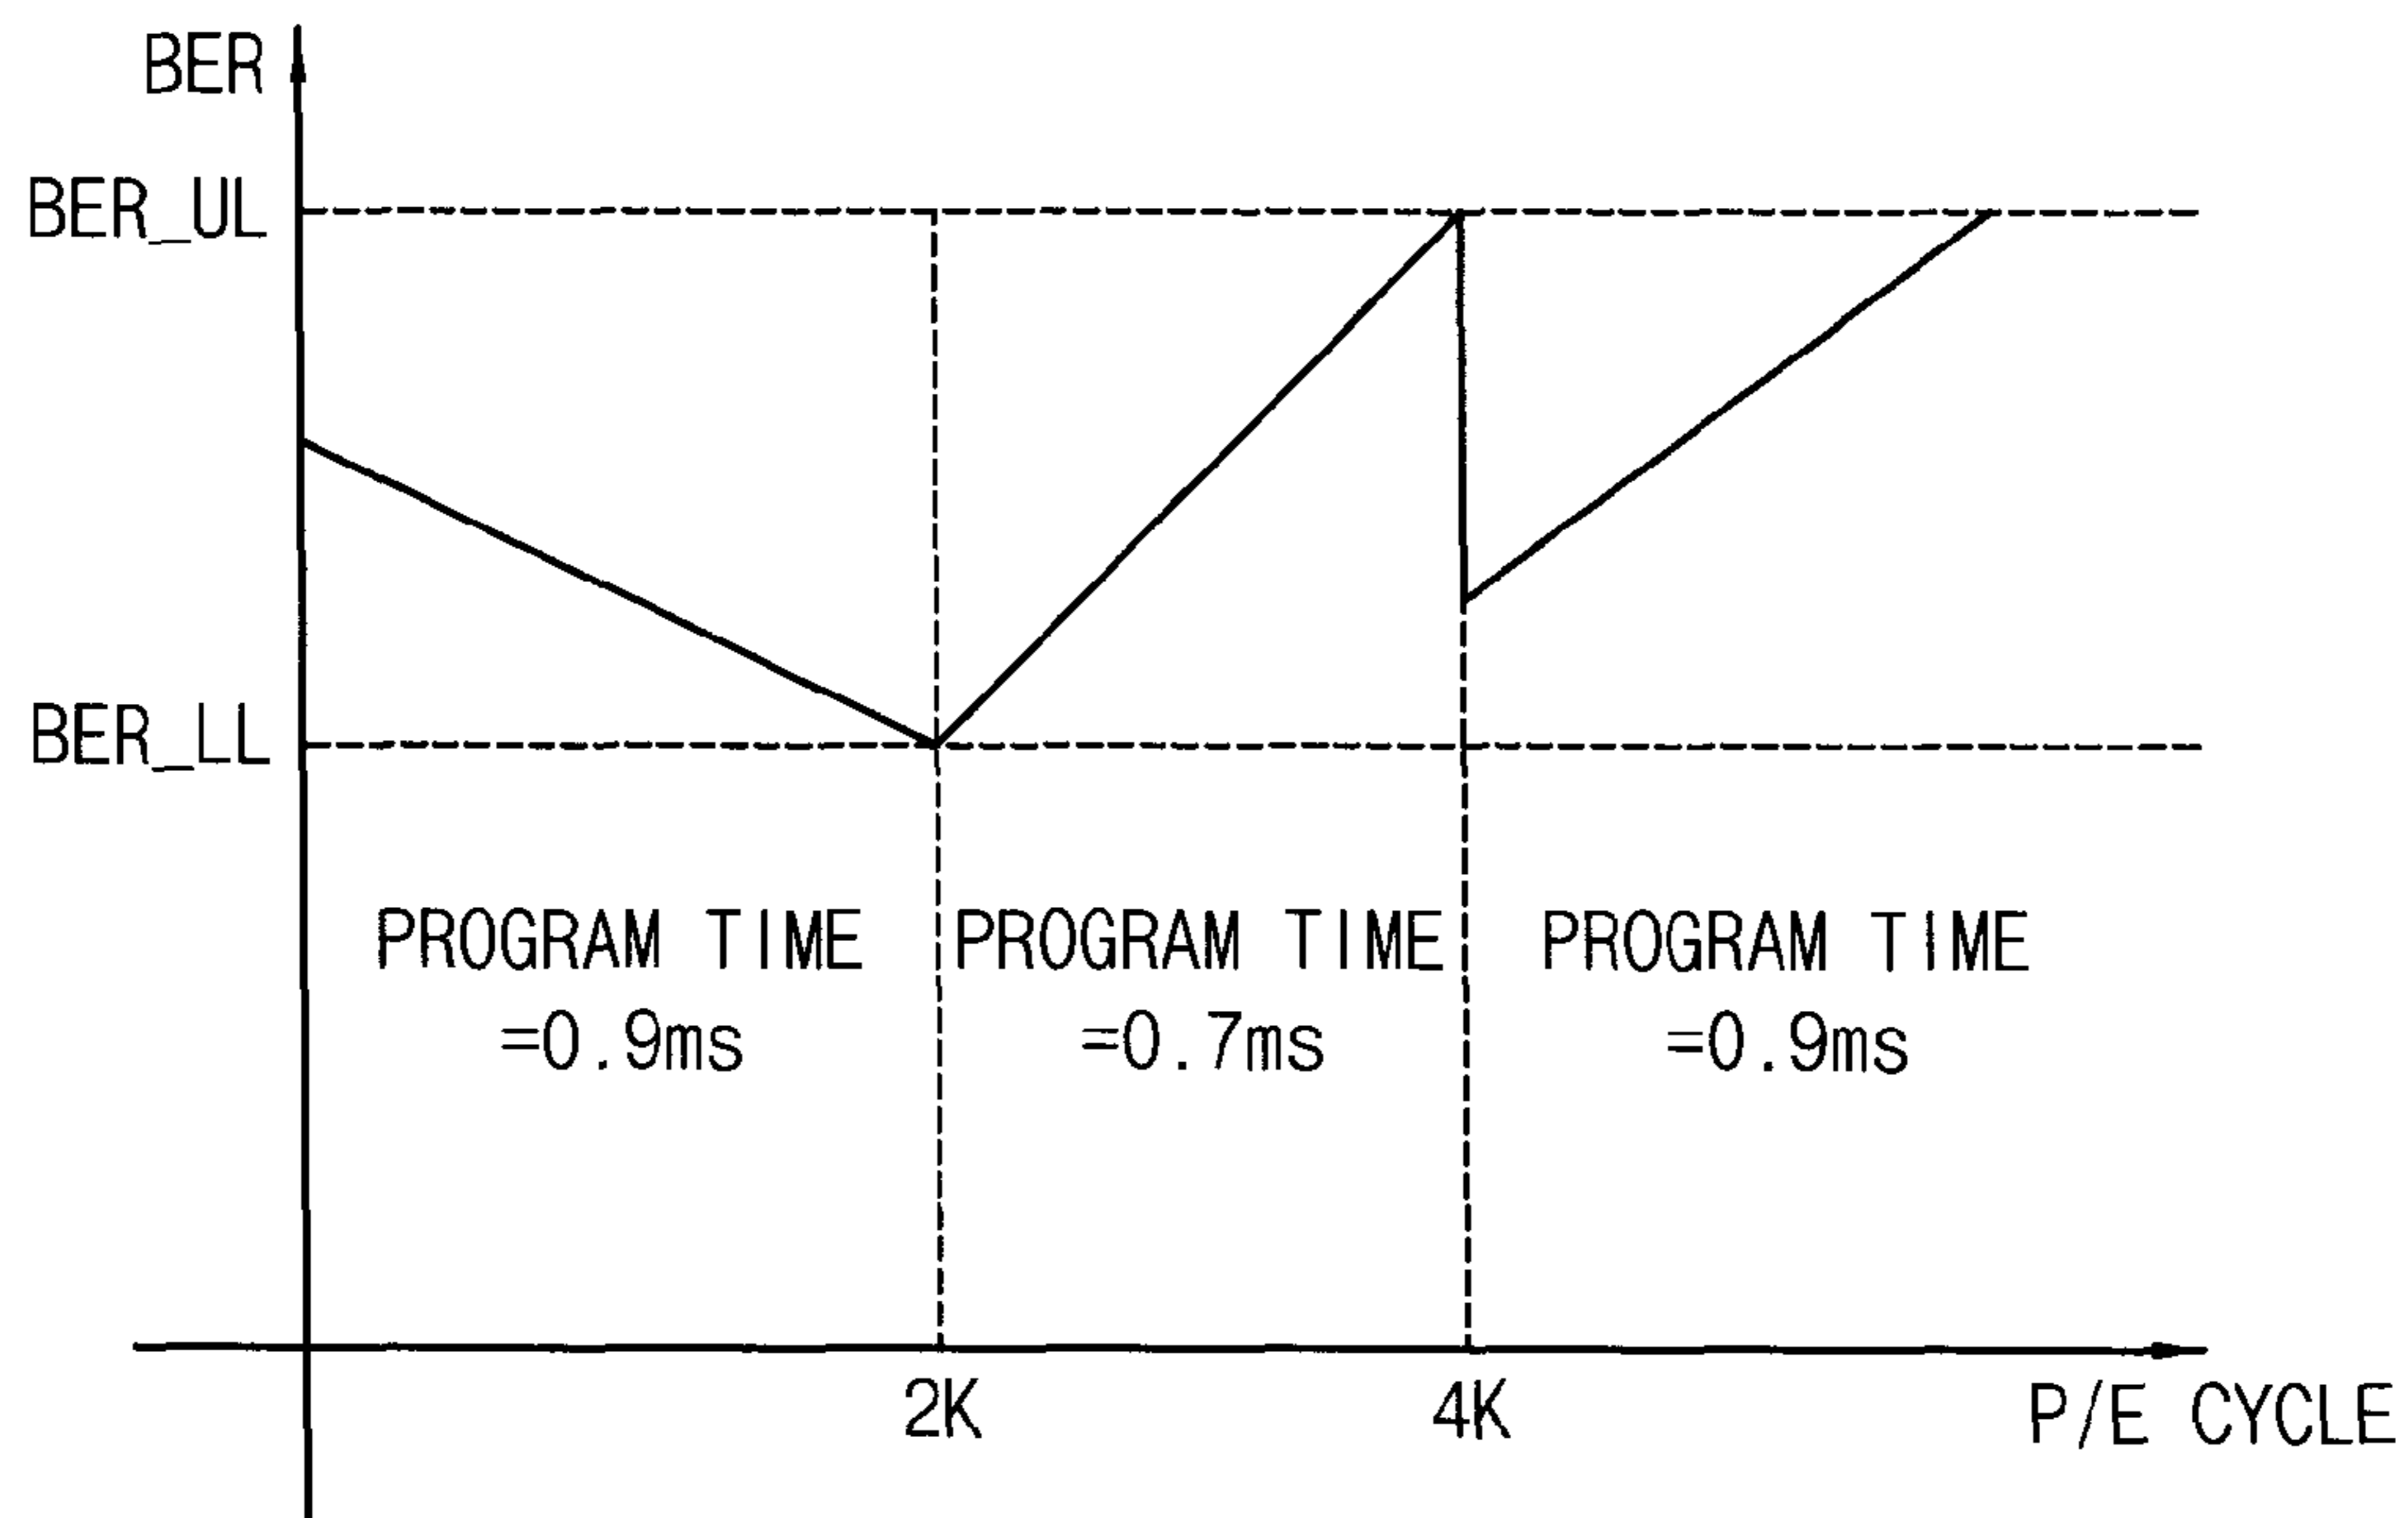 BER
BER_UL
BER_LL
PROGRAM TIME
=0.9ms
PROGRAM TIME
=0.7ms
PROGRAM TIME
=0.9ms
2K
4K
P/E CYCLE